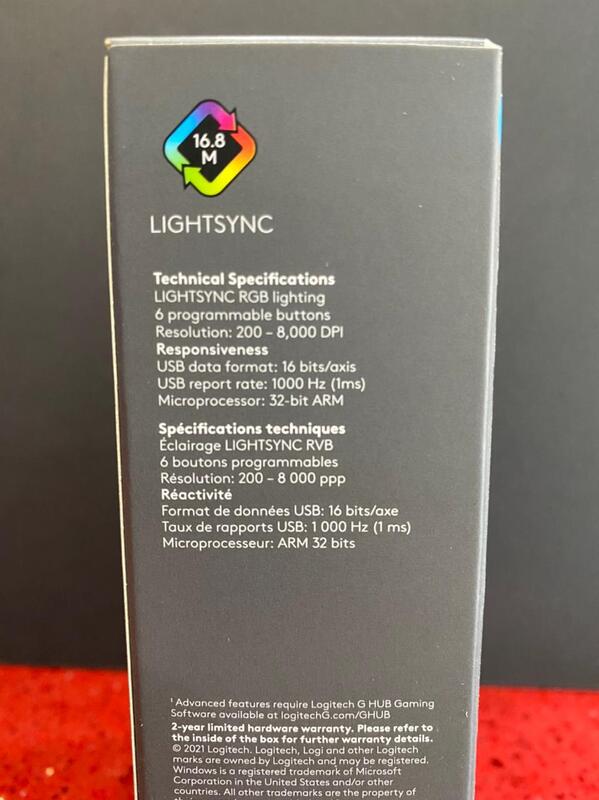 16.8
M
LIGHTSYNC
Technical Specifications
LIGHTSYNC RGB lighting
6 programmable buttons
Resolution: 200 – 8,000 DPI
Responsiveness
USB data format: 16 bits/axis
USB report rate: 1000 Hz (1ms)
Microprocessor: 32-bit ARM
Spécifications techniques
Éclairage LIGHTSYNC RVB
6 boutons programmables
Résolution: 200 – 8 000 ppp
Réactivité
Format de données USB: 16 bits/axe
Taux de rapports USB: 1 000 Hz (1 ms)
Microprocesseur: ARM 32 bits
¹ Advanced features require Logitech G HUB Gaming
Software available at logitechG.com/GHUB
2-year limited hardware warranty. Please refer to
the inside of the box for further warranty details.
© 2021 Logitech. Logitech, Logi and other Logitech
marks are owned by Logitech and may be registered.
Windows is a registered trademark of Microsoft
Corporation in the United States and/or other
countries. All other trademarks are the property of